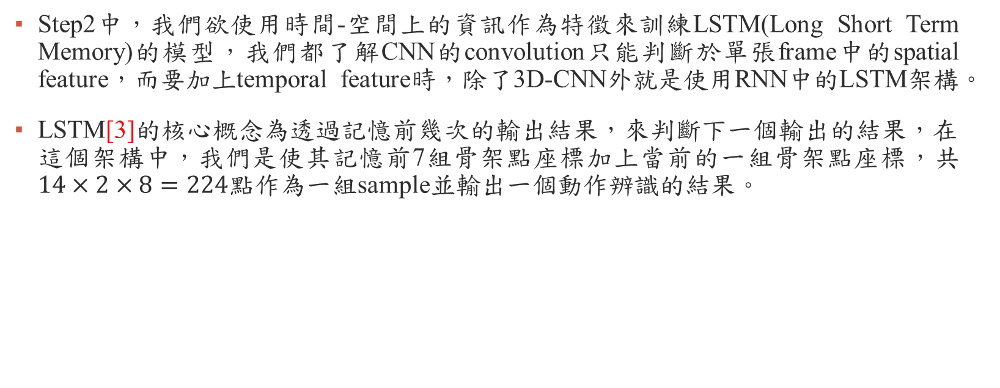 ▪ Step2中，我們欲使用時間-空間上的資訊作為特徵來訓練LSTM(Long Short Term
Memory)的模型，我們都了解CNN的convolution只能判斷於單張frame中的spatial
feature，而要加上temporal feature時，除了3D-CNN外就是使用RNN中的LSTM架構。
▪ LSTM[3]的核心概念為透過記憶前幾次的輸出結果，來判斷下一個輸出的結果，在
這個架構中，我們是使其記憶前7組骨架點座標加上當前的一組骨架點座標，共
14 × 2 × 8 = 224點作為一組sample並輸出一個動作辨識的結果。